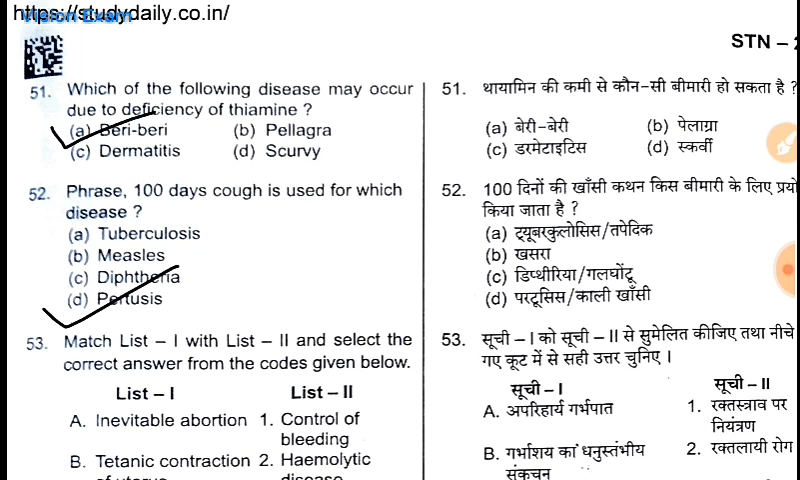 https://studydaily.co.in/
Vision Exam
STN –
51. Which of the following disease may occur
due to deficiency of thiamine ?
(a) Beri-beri (b) Pellagra
(c) Dermatitis (d) Scurvy
52. Phrase, 100 days cough is used for which
disease ?
(a) Tuberculosis
(b) Measles
(c) Diphtheria
(d) Pertusis
53. Match List – I with List – II and select the
correct answer from the codes given below.
List – I List – II
A. Inevitable abortion 1. Control of
bleeding
B. Tetanic contraction 2. Haemolytic
of uterus disease
51. थायामिन की कमी से कौन-सी बीमारी हो सकता है ?
(a) बेरी-बेरी (b) पेलाग्रा
(c) डरमेटाइटिस (d) स्कर्वी
52. 100 दिनों की खाँसी कथन किस बीमारी के लिए
किया जाता है ?
(a) ट्यूबरकुलोसिस/तपेदिक
(b) खसरा
(c) डिप्थीरिया/गलघोंटू
(d) परटूसिस/काली खाँसी
53. सूची – I को सूची – II से सुमेलित कीजिए तथा नीचे
गए कूट में से सही उत्तर चुनिए ।
सूची – I सूची – II
A. अपरिहार्य गर्भपात 1. रक्तस्त्राव पर
नियंत्रण
B. गर्भाशय का धनुस्तंभीय 2. रक्तलायी रोग
संकुचन